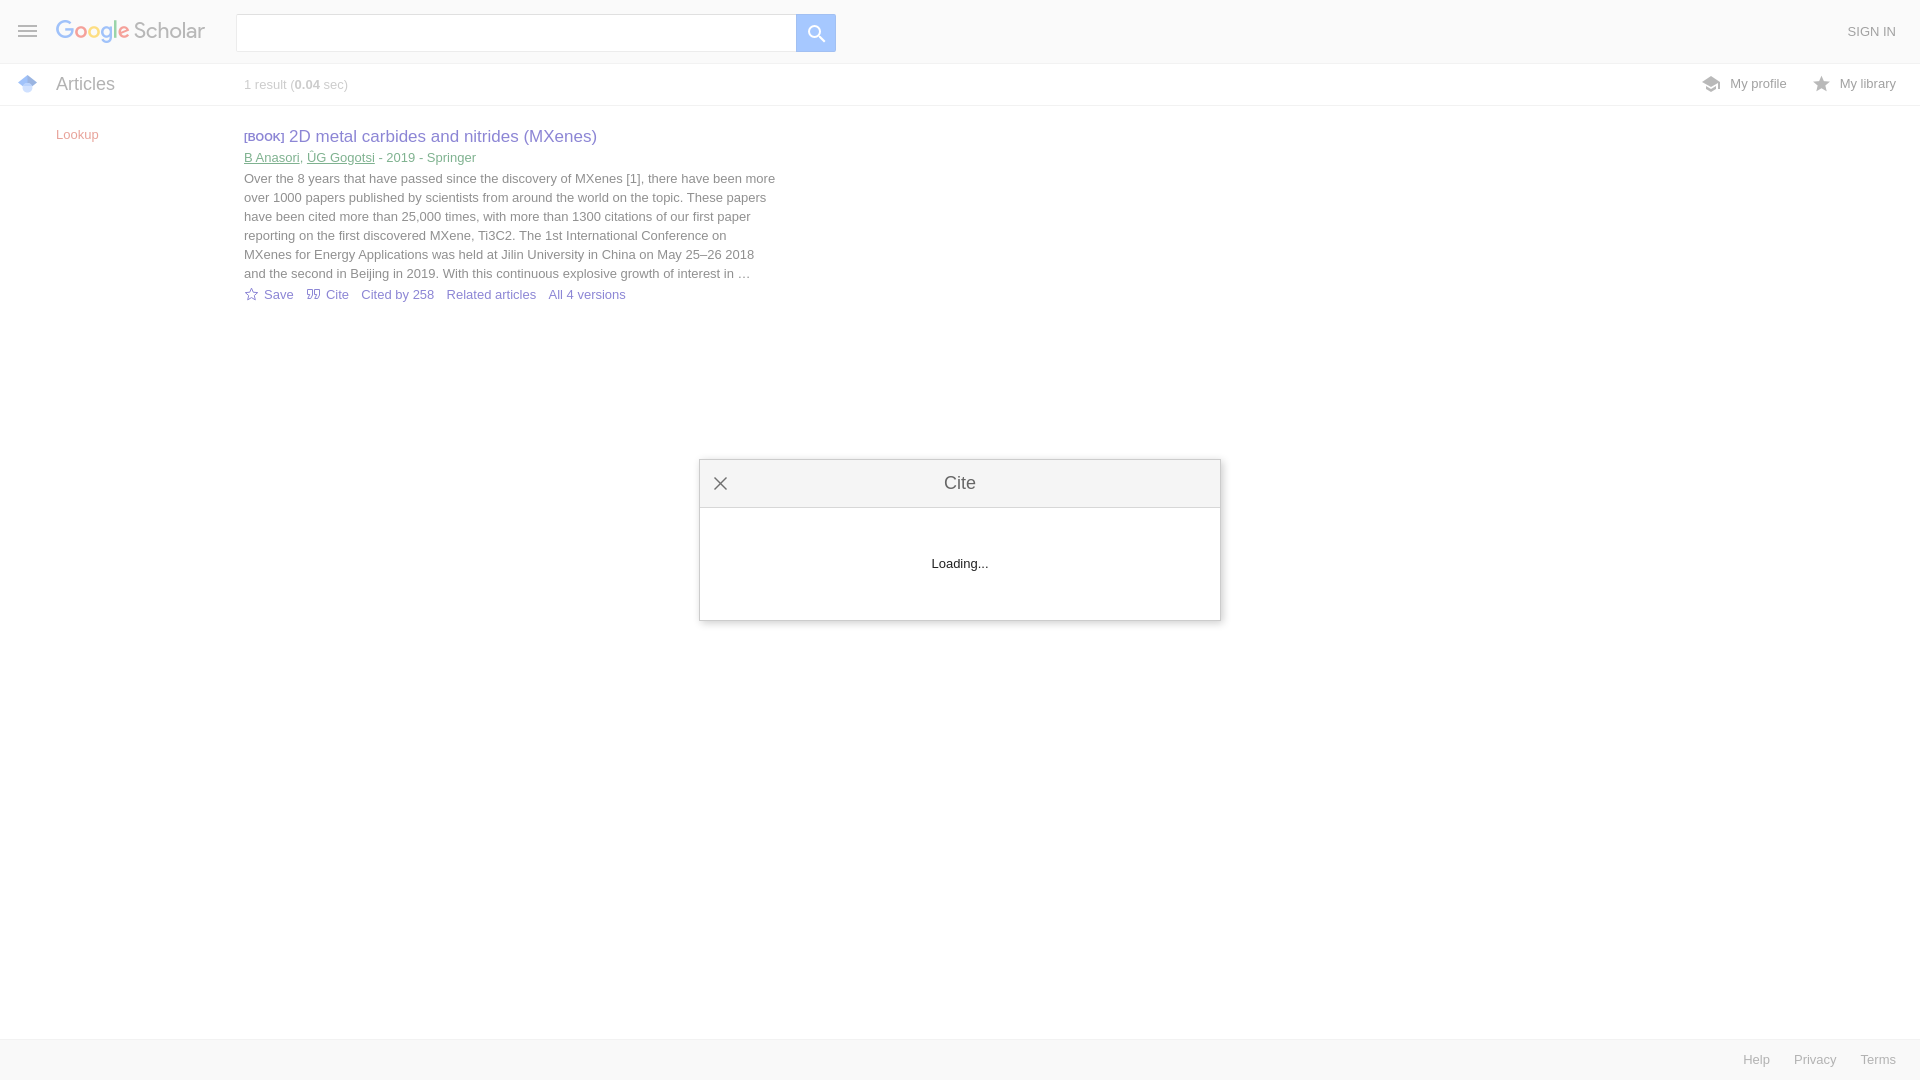 Google Scholar
SIGN IN
Articles
1 result (0.04 sec)
My profile
My library
Lookup
[BOOK] 2D metal carbides and nitrides (MXenes)
B Anasori, ÛG Gogotsi - 2019 - Springer
Over the 8 years that have passed since the discovery of MXenes [1], there have been more
over 1000 papers published by scientists from around the world on the topic. These papers
have been cited more than 25,000 times, with more than 1300 citations of our first paper
reporting on the first discovered MXene, Ti3C2. The 1st International Conference on
MXenes for Energy Applications was held at Jilin University in China on May 25–26 2018
and the second in Beijing in 2019. With this continuous explosive growth of interest in …
Save Cite Cited by 258 Related articles All 4 versions
Cite
Loading...
Help Privacy Terms